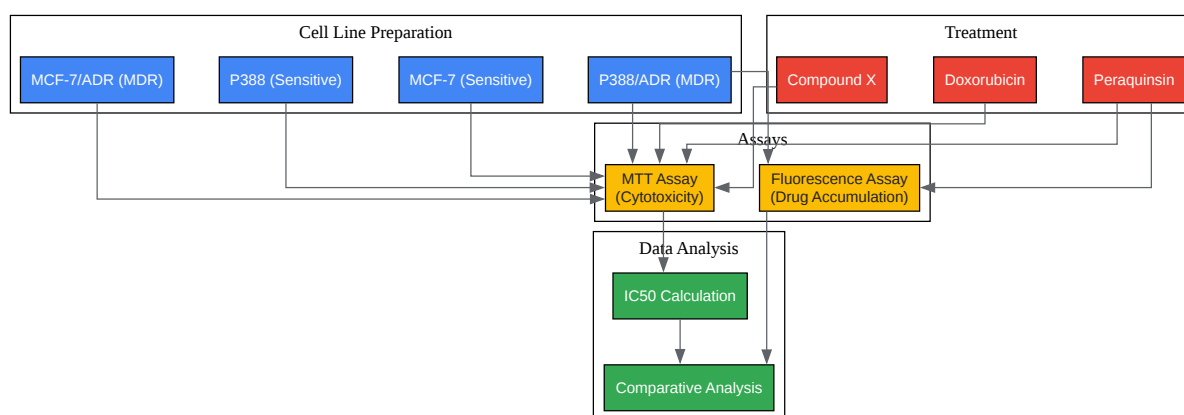 Cell Line Preparation
Treatment
MCF-7/ADR (MDR)
P388 (Sensitive)
MCF-7 (Sensitive)
P388/ADR (MDR)
Compound X
Doxorubicin
Peraquinsin
Assays
MTT Assay
(Cytotoxicity)
Fluorescence Assay
(Drug Accumulation)
Data Analysis
IC50 Calculation
Comparative Analysis